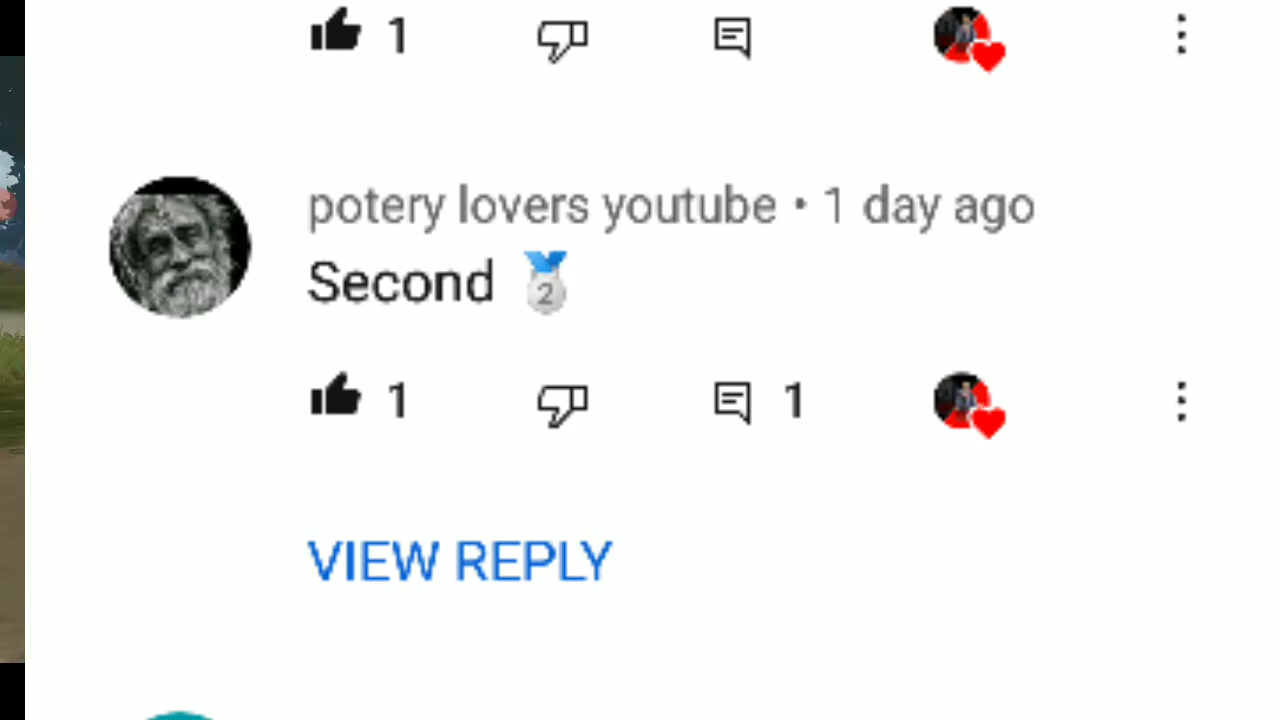 1
potery lovers youtube • 1 day ago
Second 🥈
1 1
VIEW REPLY